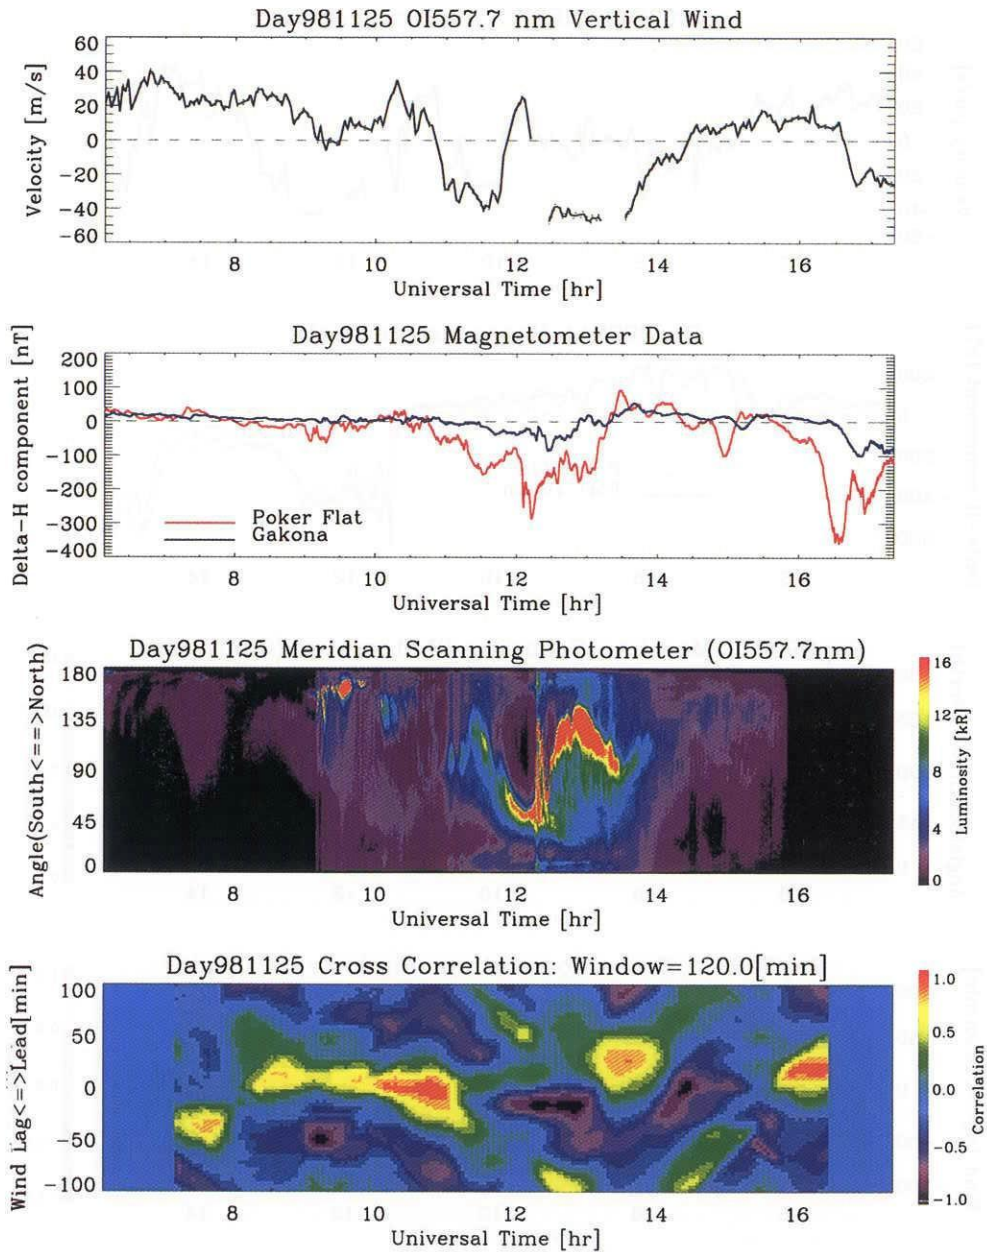 Day981125 OI557.7 nm Vertical Wind
Velocity [m/s]
60
40
20
0
−20
−40
−60
8 10 12 14 16
Universal Time [hr]
Day981125 Magnetometer Data
Delta−H component [nT]
200
100
0
−100
−200
−300
−400
Poker Flat
Gakona
8 10 12 14 16
Universal Time [hr]
Day981125 Meridian Scanning Photometer (OI557.7nm)
Angle(South<==>North)
180
135
90
45
0
8 10 12 14 16
Universal Time [hr]
16
12
8
4
0
Luminosity [kR]
Day981125 Cross Correlation: Window=120.0[min]
Wind Lag<=>Lead[min]
100
50
0
−50
−100
8 10 12 14 16
Universal Time [hr]
1.0
0.5
0.0
−0.5
−1.0
Correlation